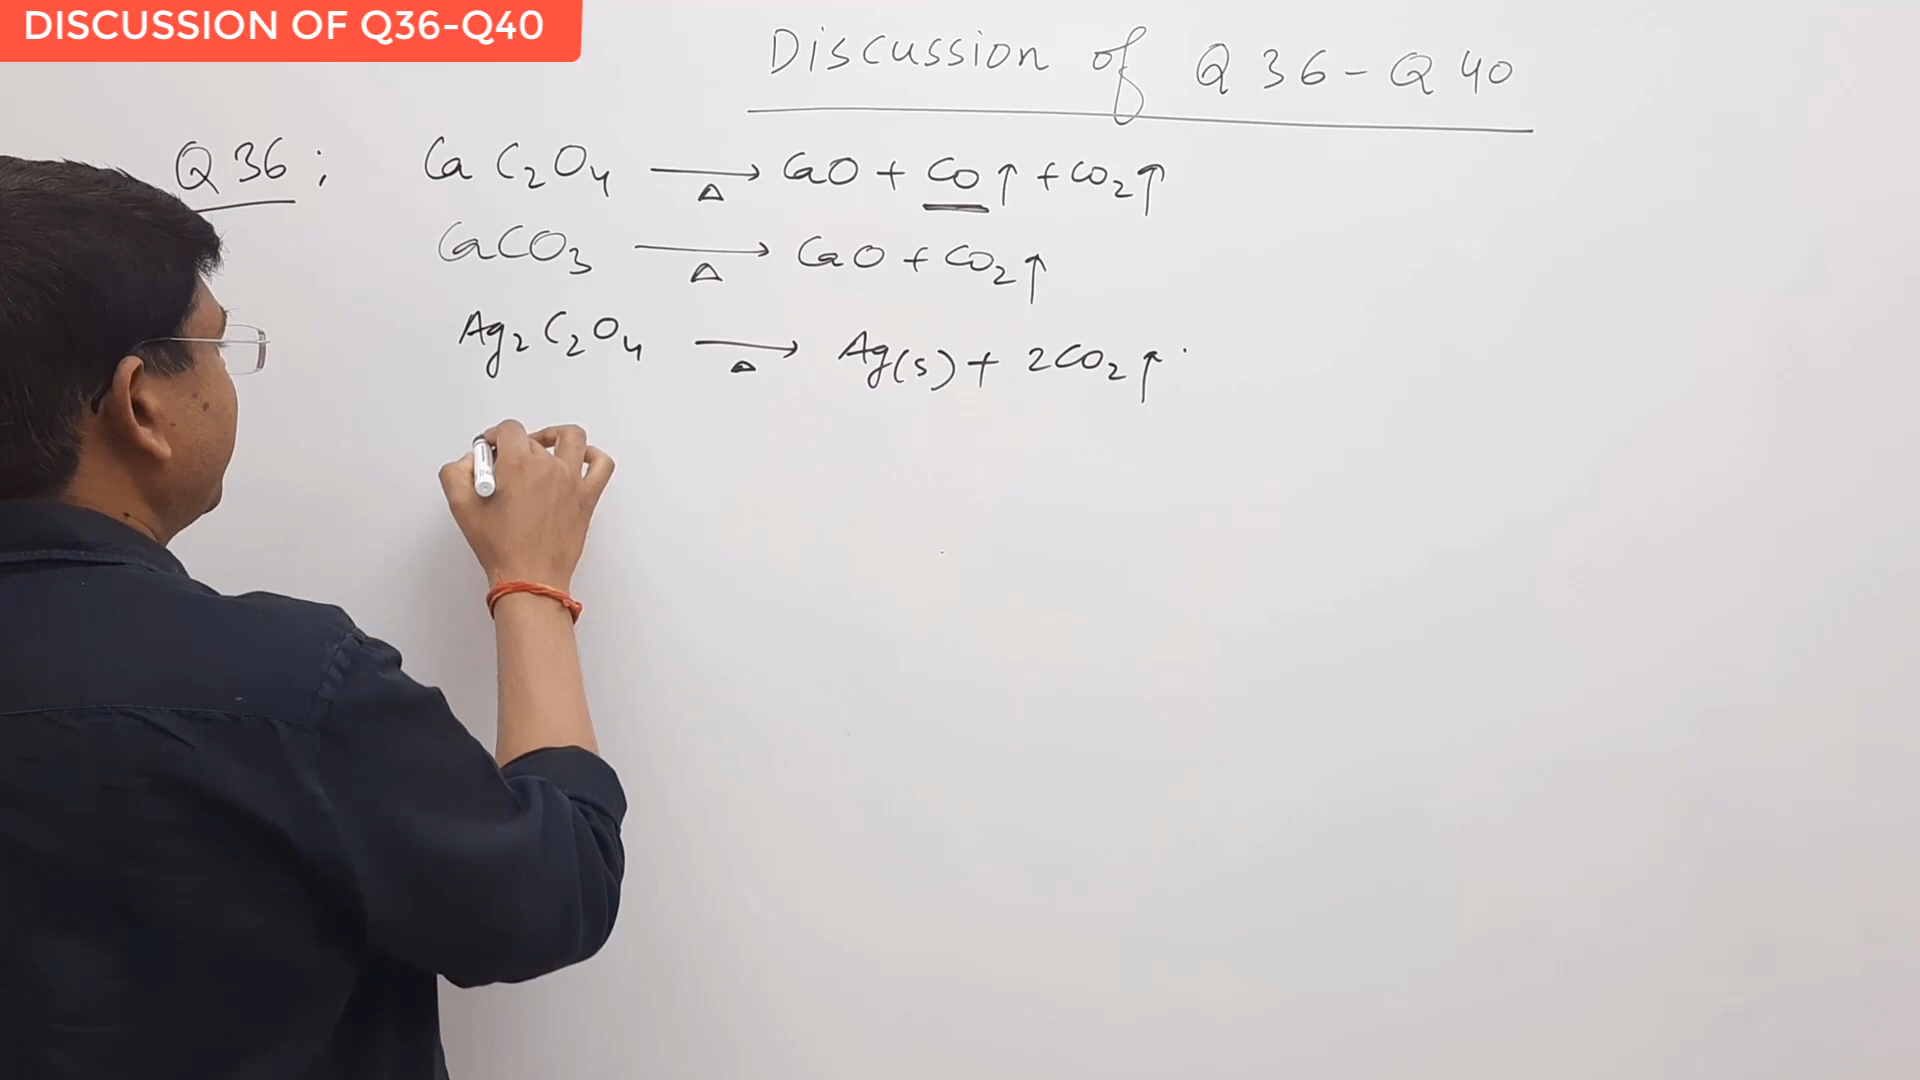 DISCUSSION OF Q36-Q40
Discussion of Q 36 - Q 40
Q 36 ; CaC₂O₄ ⟶ Δ CaO + CO↑ + CO₂↑
CaCO₃ ⟶ Δ CaO + CO₂↑
Ag₂C₂O₄ ⟶ Δ Ag(s) + 2CO₂↑